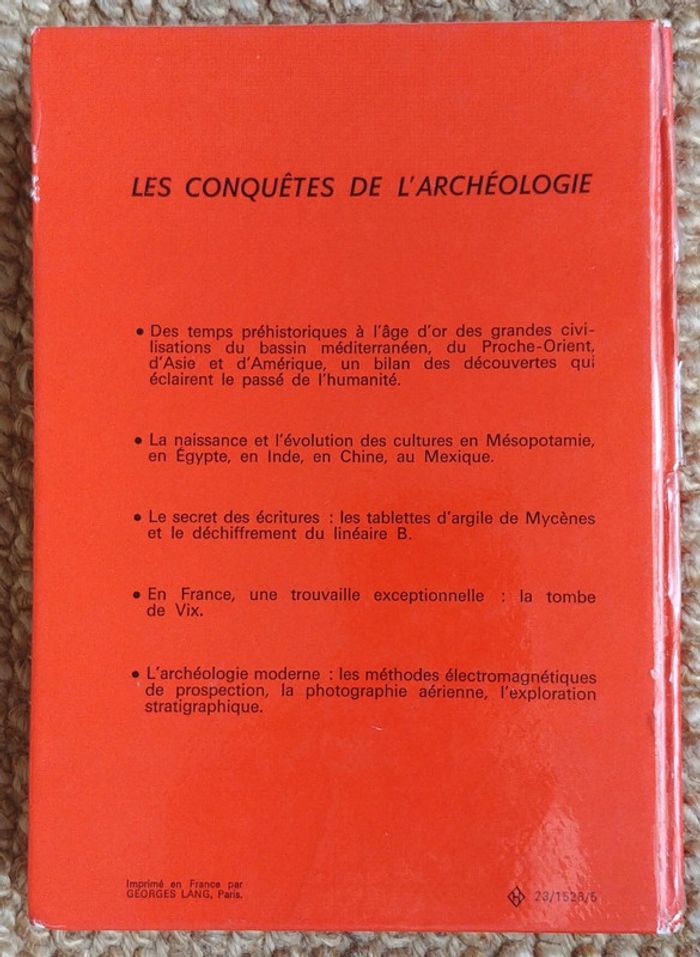 LES CONQUÊTES DE L'ARCHÉOLOGIE
• Des temps préhistoriques à l'âge d'or des grandes civi-
lisations du bassin méditerranéen, du Proche-Orient,
d'Asie et d'Amérique, un bilan des découvertes qui
éclairent le passé de l'humanité.
• La naissance et l'évolution des cultures en Mésopotamie,
en Égypte, en Inde, en Chine, au Mexique.
• Le secret des écritures : les tablettes d'argile de Mycènes
et le déchiffrement du linéaire B.
• En France, une trouvaille exceptionnelle : la tombe
de Vix.
• L'archéologie moderne : les méthodes électromagnétiques
de prospection, la photographie aérienne, l'exploration
stratigraphique.
Imprimé en France par
GEORGES LANG, Paris.
H 23/1528/5